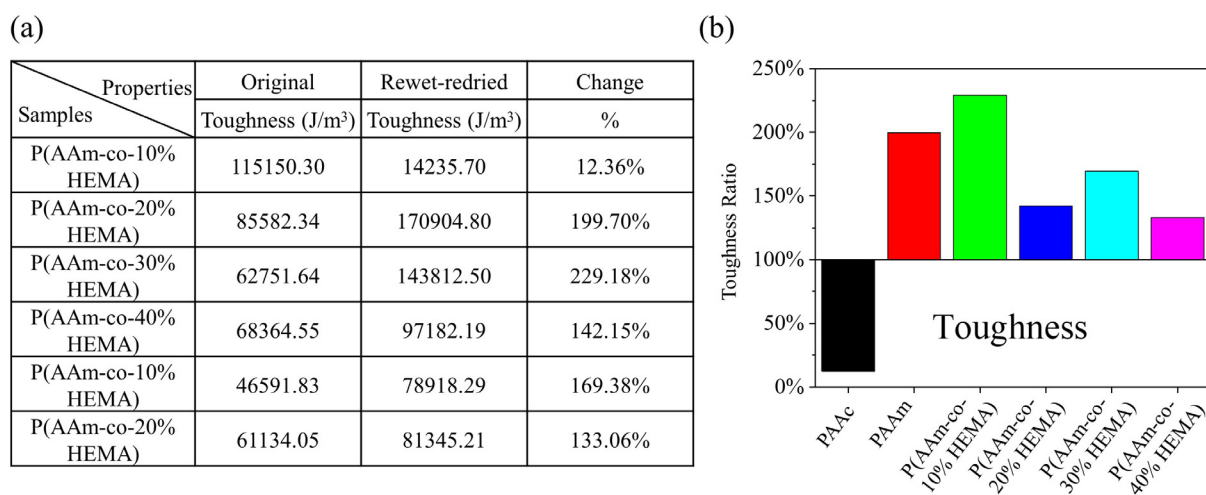 (a)
Properties
Samples
Original
Rewet-redried
Change
Toughness (J/m³)
Toughness (J/m³)
%
P(AAm-co-10%
HEMA)
115150.30
14235.70
12.36%
P(AAm-co-20%
HEMA)
85582.34
170904.80
199.70%
P(AAm-co-30%
HEMA)
62751.64
143812.50
229.18%
P(AAm-co-40%
HEMA)
68364.55
97182.19
142.15%
P(AAm-co-10%
HEMA)
46591.83
78918.29
169.38%
P(AAm-co-20%
HEMA)
61134.05
81345.21
133.06%
(b)
250%
200%
150%
100%
50%
0%
Toughness Ratio
Toughness
PAAc
PAAm
P(AAm-co-
10% HEMA)
P(AAm-co-
20% HEMA)
P(AAm-co-
30% HEMA)
P(AAm-co-
40% HEMA)